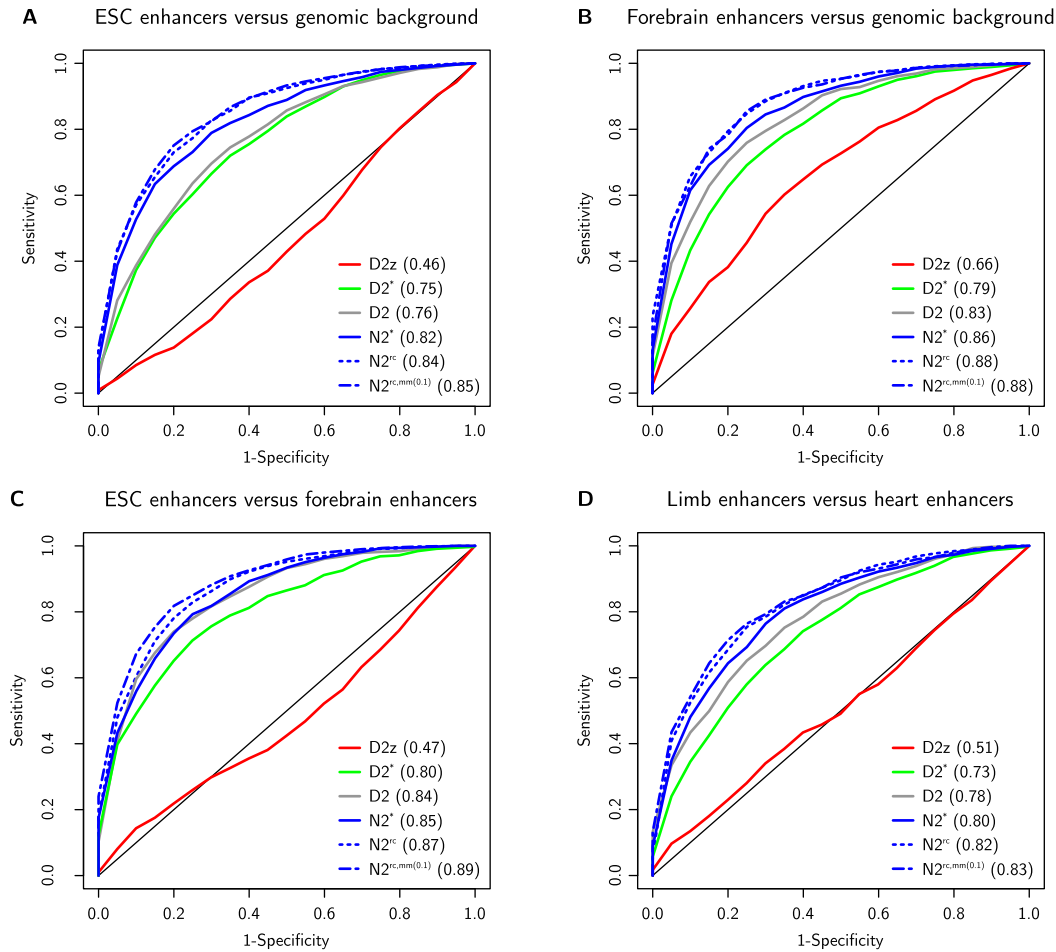 A ESC enhancers versus genomic background
1.0
0.8
0.6
0.4
0.2
0.0
Sensitivity
D2z (0.46)
D2* (0.75)
D2 (0.76)
N2* (0.82)
N2rc (0.84)
N2rc,mm(0.1) (0.85)
0.0 0.2 0.4 0.6 0.8 1.0
1-Specificity
B Forebrain enhancers versus genomic background
1.0
0.8
0.6
0.4
0.2
0.0
Sensitivity
D2z (0.66)
D2* (0.79)
D2 (0.83)
N2* (0.86)
N2rc (0.88)
N2rc,mm(0.1) (0.88)
0.0 0.2 0.4 0.6 0.8 1.0
1-Specificity
C ESC enhancers versus forebrain enhancers
1.0
0.8
0.6
0.4
0.2
0.0
Sensitivity
D2z (0.47)
D2* (0.80)
D2 (0.84)
N2* (0.85)
N2rc (0.87)
N2rc,mm(0.1) (0.89)
0.0 0.2 0.4 0.6 0.8 1.0
1-Specificity
D Limb enhancers versus heart enhancers
1.0
0.8
0.6
0.4
0.2
0.0
Sensitivity
D2z (0.51)
D2* (0.73)
D2 (0.78)
N2* (0.80)
N2rc (0.82)
N2rc,mm(0.1) (0.83)
0.0 0.2 0.4 0.6 0.8 1.0
1-Specificity